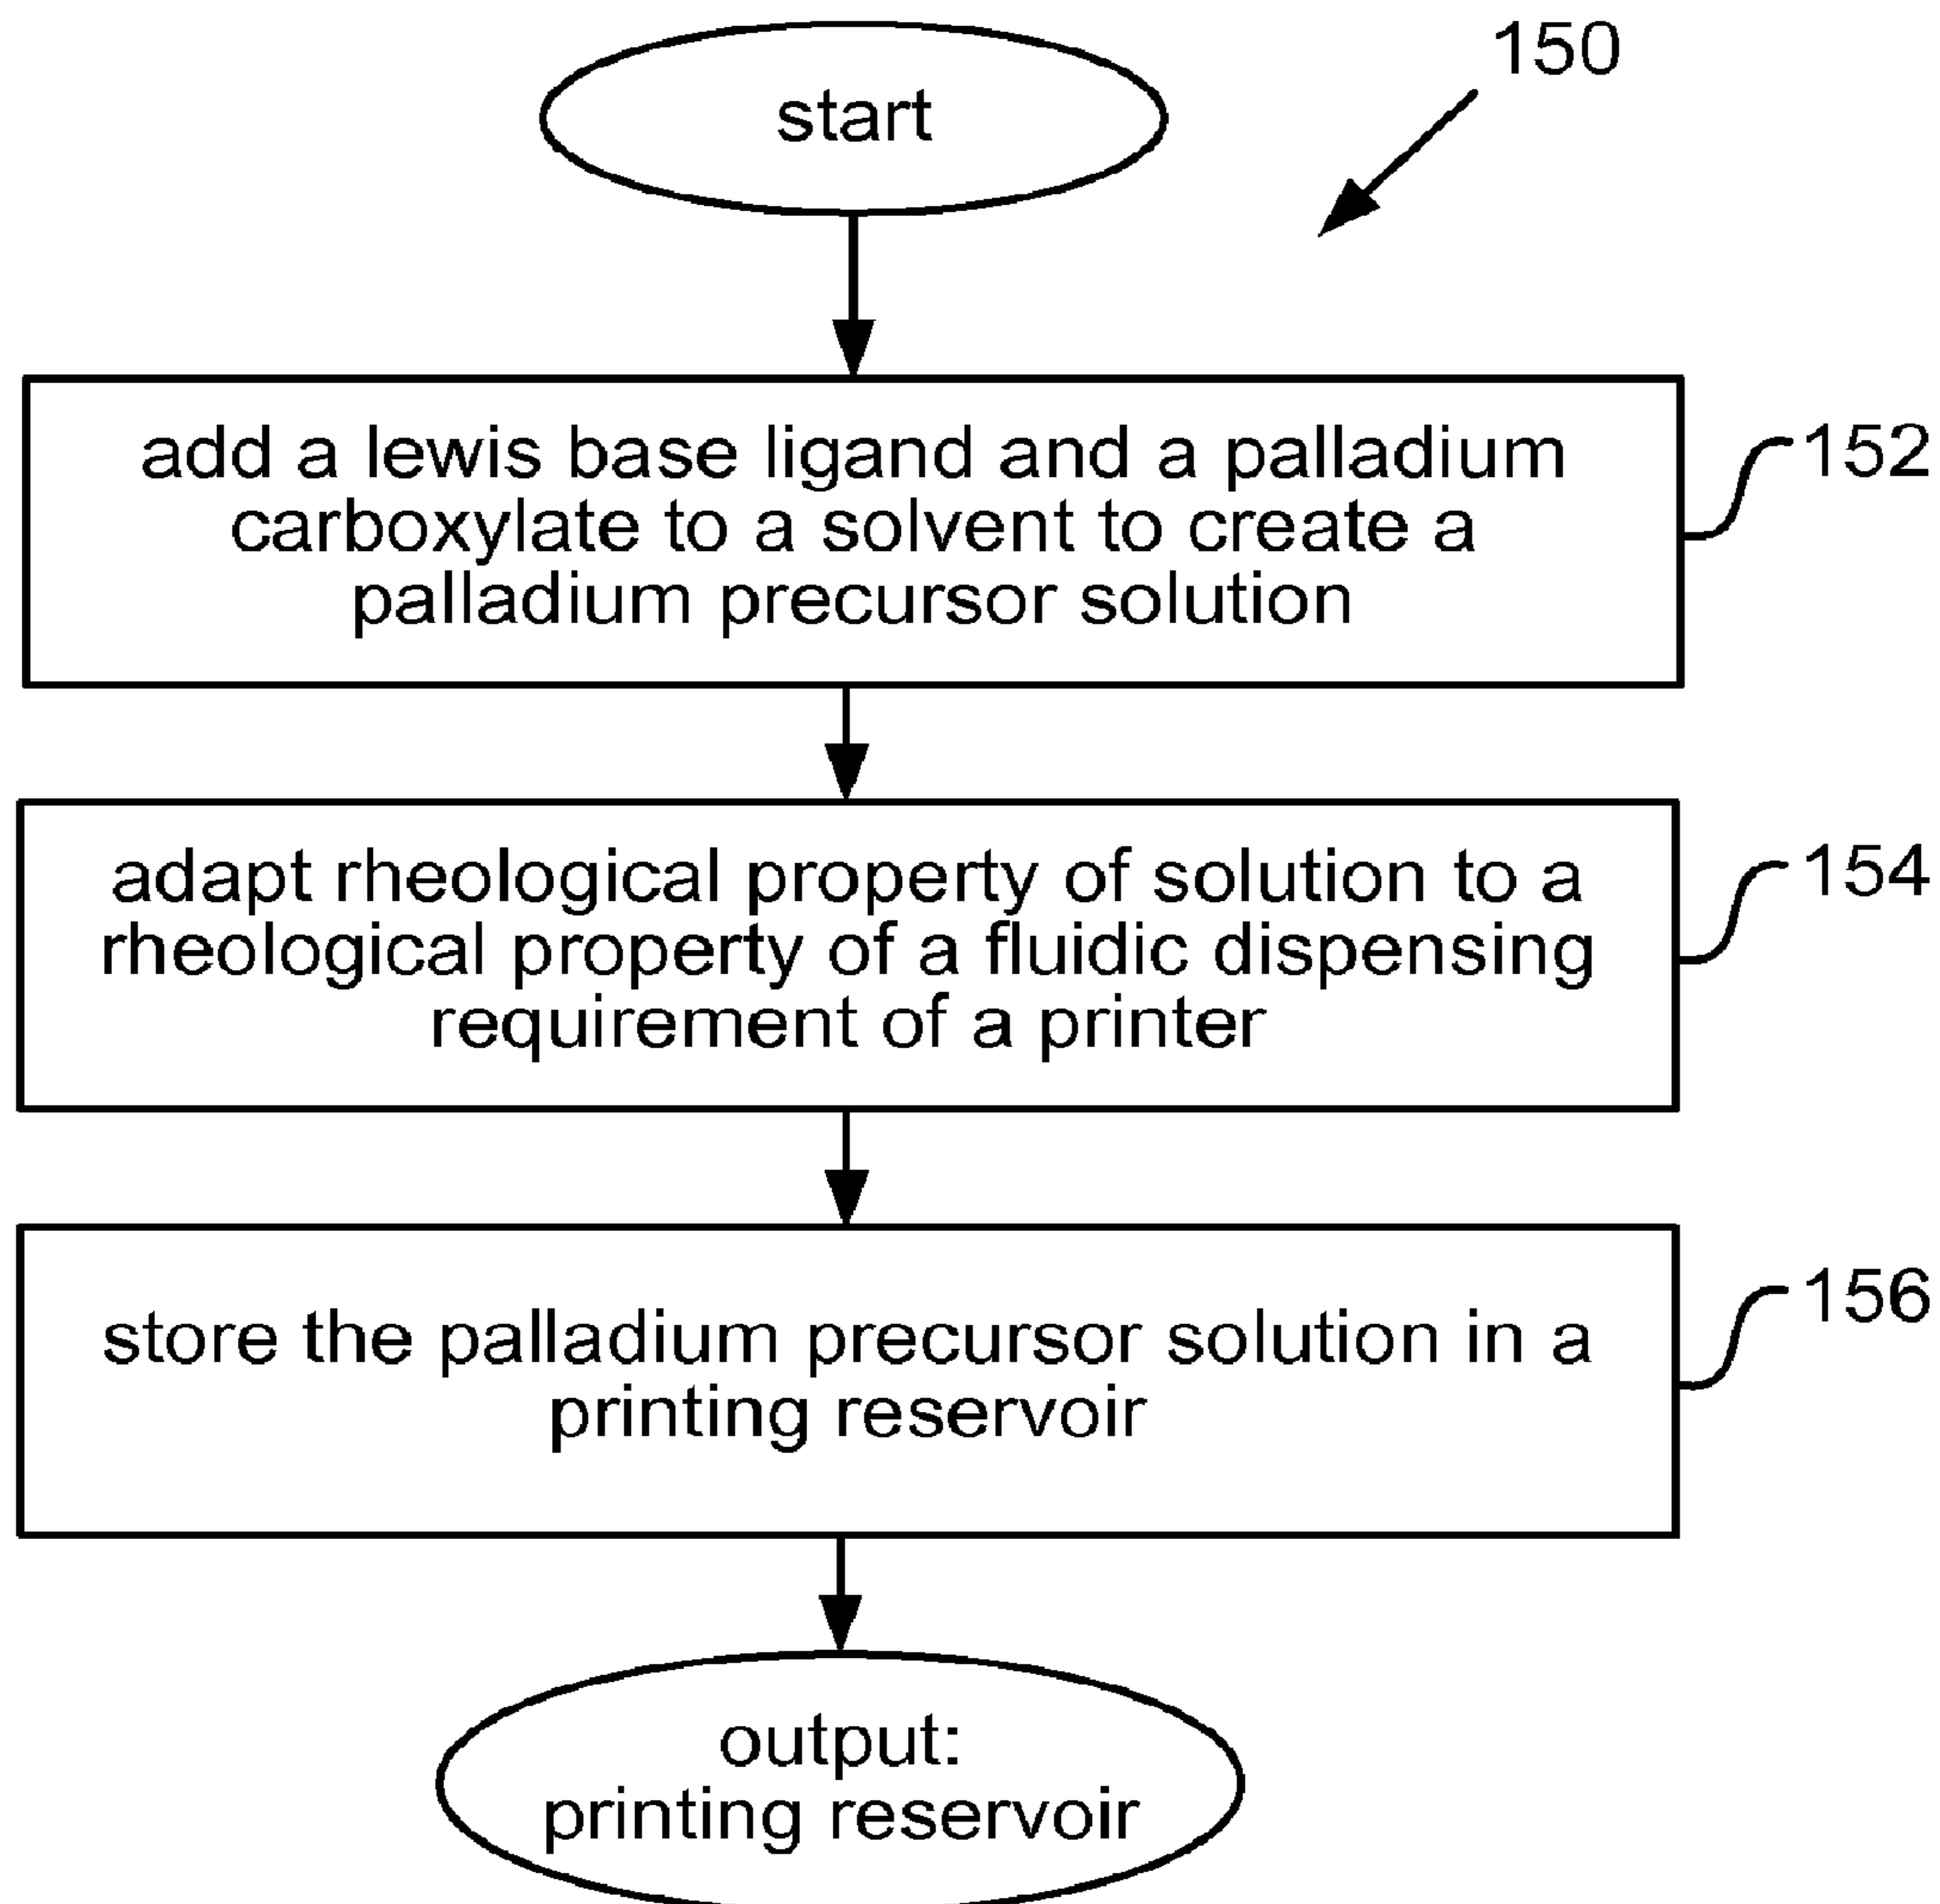 150
start
add a lewis base ligand and a palladium
carboxylate to a solvent to create a
palladium precursor solution
152
adapt rheological property of solution to a
rheological property of a fluidic dispensing
requirement of a printer
154
store the palladium precursor solution in a
printing reservoir
156
output:
printing reservoir